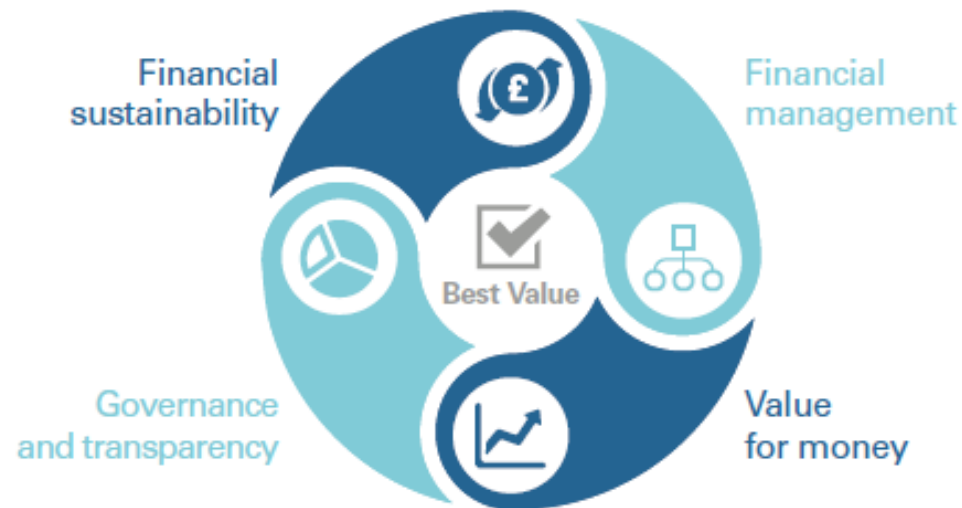 Financial
sustainability
£
Financial
management
Best Value
Governance
and transparency
Value
for money